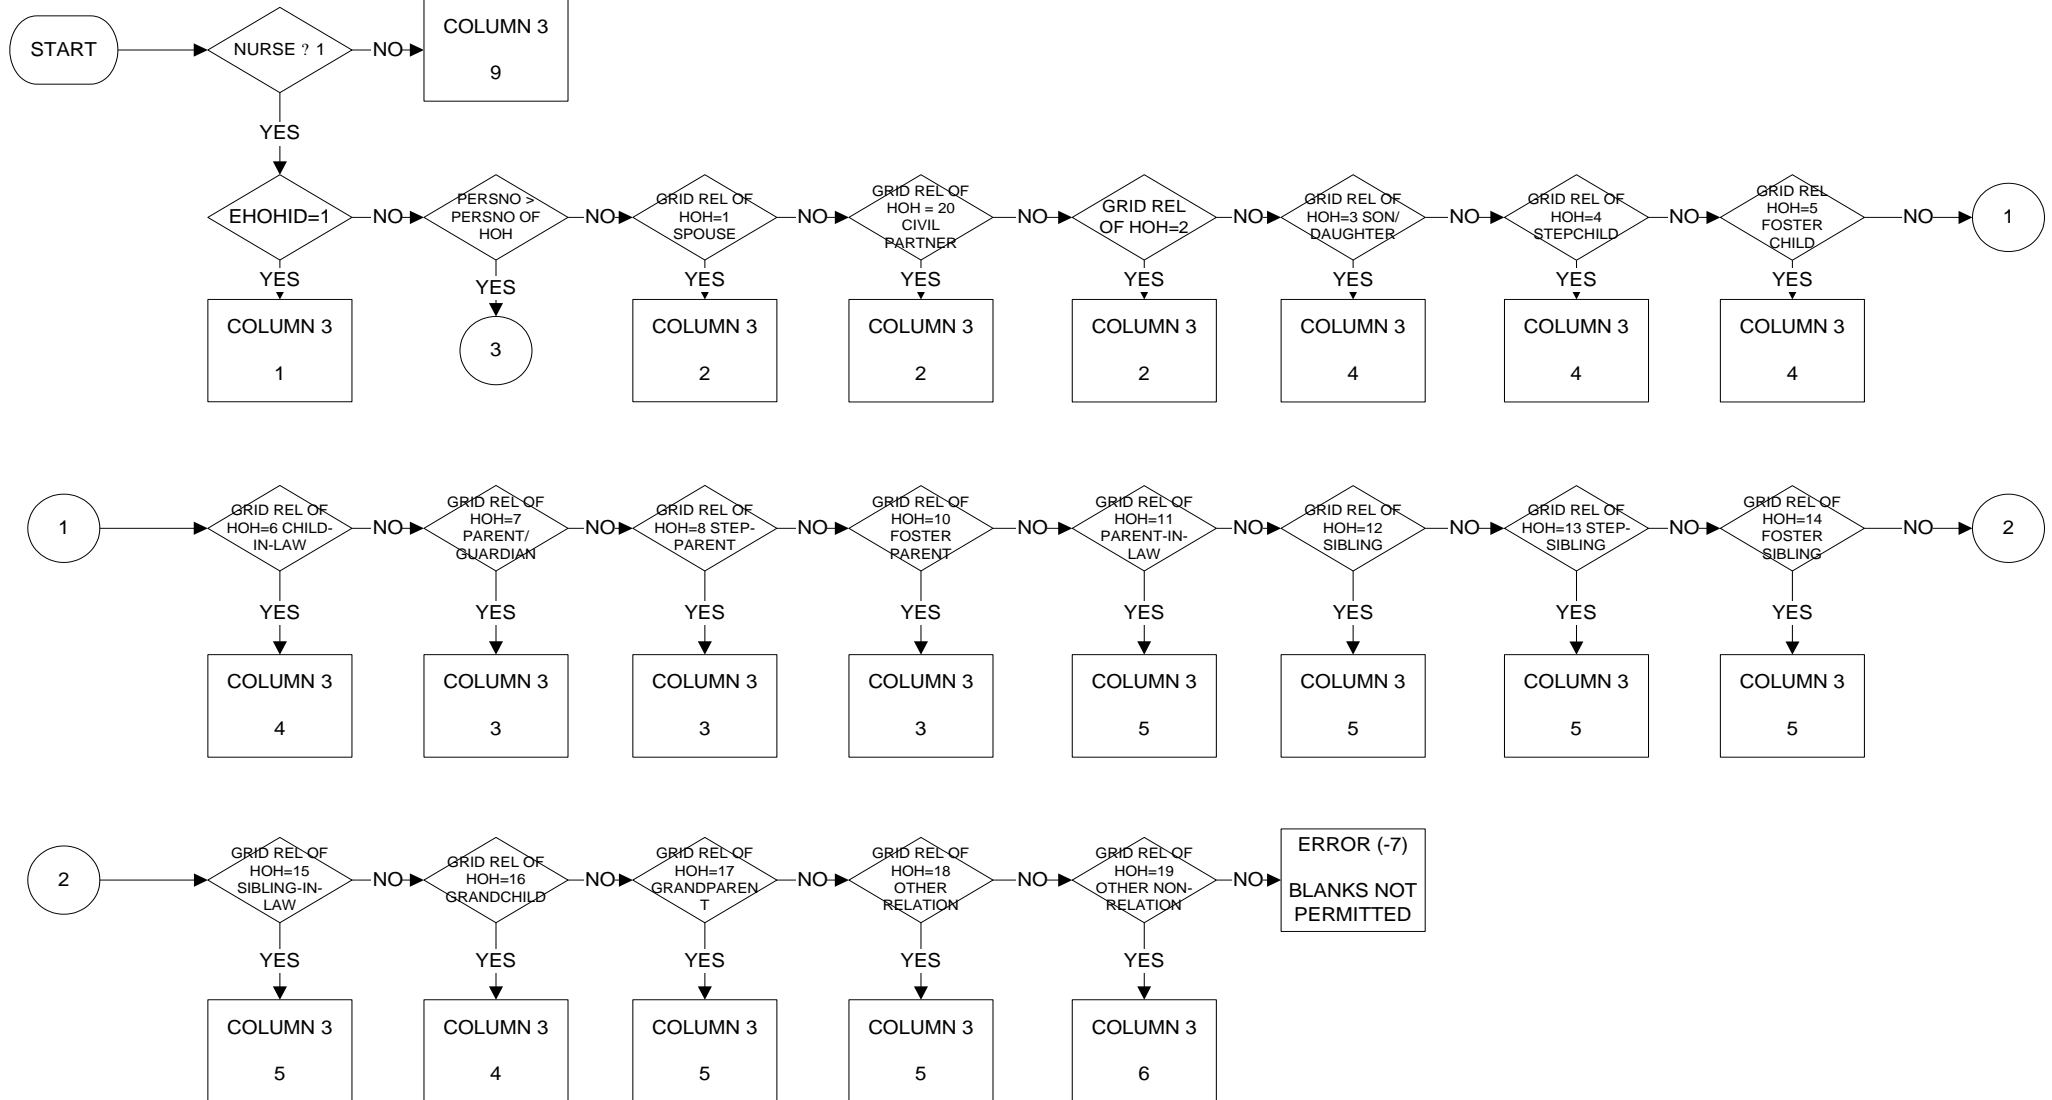 START
NURSE ? 1
NO
COLUMN 3
9
YES
EHOHID=1
NO
PERSNO >
PERSNO OF
HOH
NO
GRID REL OF
HOH=1
SPOUSE
NO
GRID REL OF
HOH = 20
CIVIL
PARTNER
NO
GRID REL
OF HOH=2
NO
GRID REL OF
HOH=3 SON/
DAUGHTER
NO
GRID REL OF
HOH=4
STEPCHILD
NO
GRID REL
HOH=5
FOSTER
CHILD
NO
1
YES
YES
YES
YES
YES
YES
YES
YES
COLUMN 3
1
3
COLUMN 3
2
COLUMN 3
2
COLUMN 3
2
COLUMN 3
4
COLUMN 3
4
COLUMN 3
4
1
GRID REL OF
HOH=6 CHILD-
IN-LAW
NO
GRID REL OF
HOH=7
PARENT/
GUARDIAN
NO
GRID REL OF
HOH=8 STEP-
PARENT
NO
GRID REL OF
HOH=10
FOSTER
PARENT
NO
GRID REL OF
HOH=11
PARENT-IN-
LAW
NO
GRID REL OF
HOH=12
SIBLING
NO
GRID REL OF
HOH=13 STEP-
SIBLING
NO
GRID REL OF
HOH=14
FOSTER
SIBLING
NO
2
YES
YES
YES
YES
YES
YES
YES
YES
COLUMN 3
4
COLUMN 3
3
COLUMN 3
3
COLUMN 3
3
COLUMN 3
5
COLUMN 3
5
COLUMN 3
5
COLUMN 3
5
2
GRID REL OF
HOH=15
SIBLING-IN-
LAW
NO
GRID REL OF
HOH=16
GRANDCHILD
NO
GRID REL OF
HOH=17
GRANDPAREN
T
NO
GRID REL OF
HOH=18
OTHER
RELATION
NO
GRID REL OF
HOH=19
OTHER NON-
RELATION
NO
ERROR (-7)
BLANKS NOT
PERMITTED
YES
YES
YES
YES
YES
COLUMN 3
5
COLUMN 3
4
COLUMN 3
5
COLUMN 3
5
COLUMN 3
6